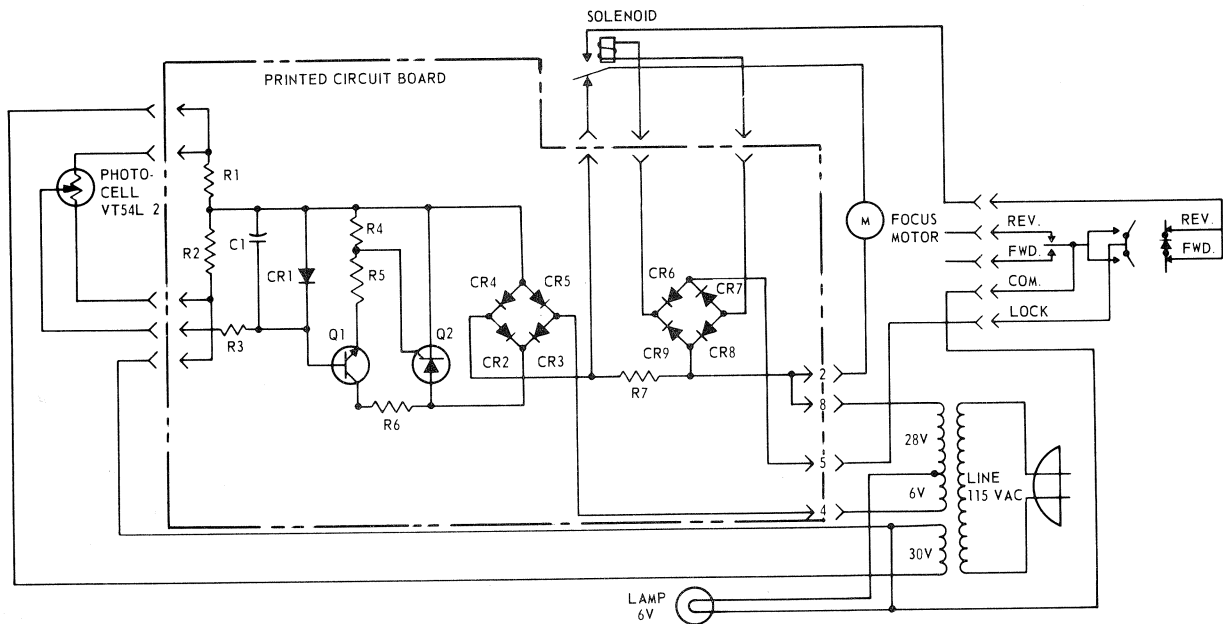 SOLENOID
PRINTED CIRCUIT BOARD
PHOTO-
CELL
VT54L 2
R1
R2
C1
CR1
R4
R5
R3
Q1
Q2
R6
CR4
CR5
CR2
CR3
CR6
CR7
CR9
CR8
R7
M
FOCUS
MOTOR
REV.
FWD.
COM.
LOCK
REV.
FWD.
2
8
5
4
28V
6V
30V
LINE
115 VAC
LAMP
6V